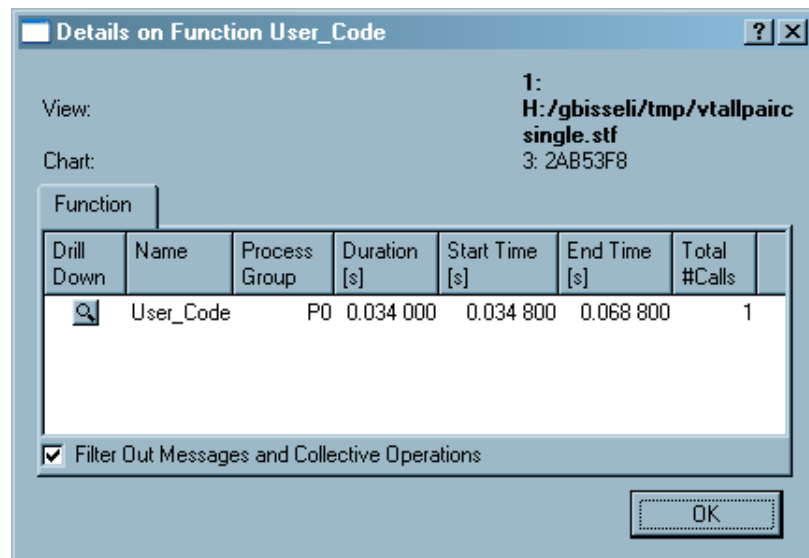 Details on Function User_Code
View:
1:
H:/gbisseli/tmp/vtallpairc
single.stf
Chart:
3: 2AB53F8
Function
Drill Down Name Process Group Duration [s] Start Time [s] End Time [s] Total #Calls
User_Code P0 0.034 000 0.034 800 0.068 800 1
Filter Out Messages and Collective Operations
OK